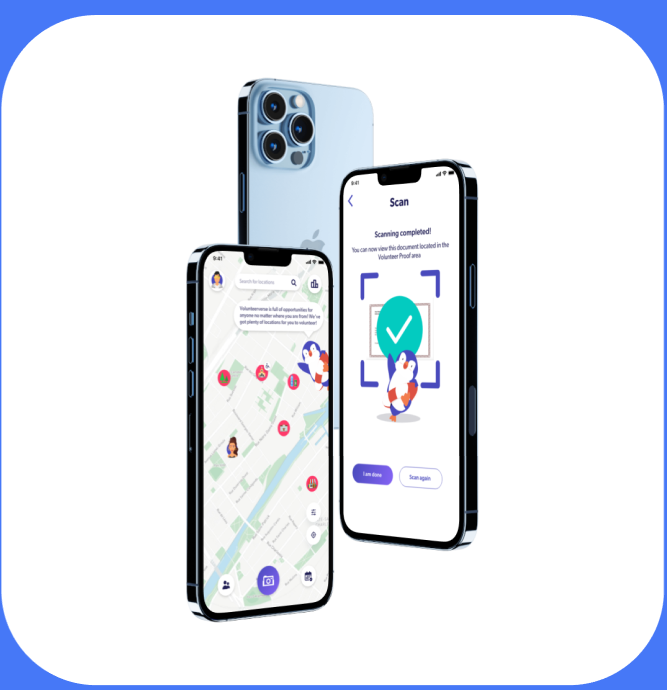 9:41
Search for locations
Volunteerverse is full of opportunities for
anyone no matter where you are from! We've
got plenty of locations for you to volunteer!
9:41
Scan
Scanning completed!
You can now view this document located in the
Volunteer Proof area
I am done
Scan again